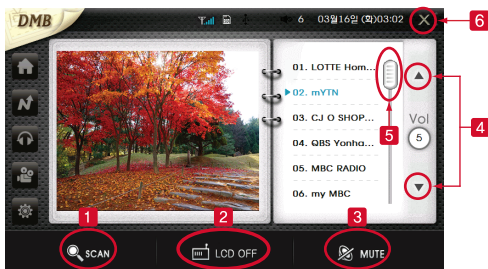 DMB
6 03월16일 (화)03:02
6
01. LOTTE Hom...
02. mYTN
03. CJ O SHOP...
04. QBS Yonha...
05. MBC RADIO
06. my MBC
5
Vol
5
4
1
2
3
SCAN
LCD OFF
MUTE